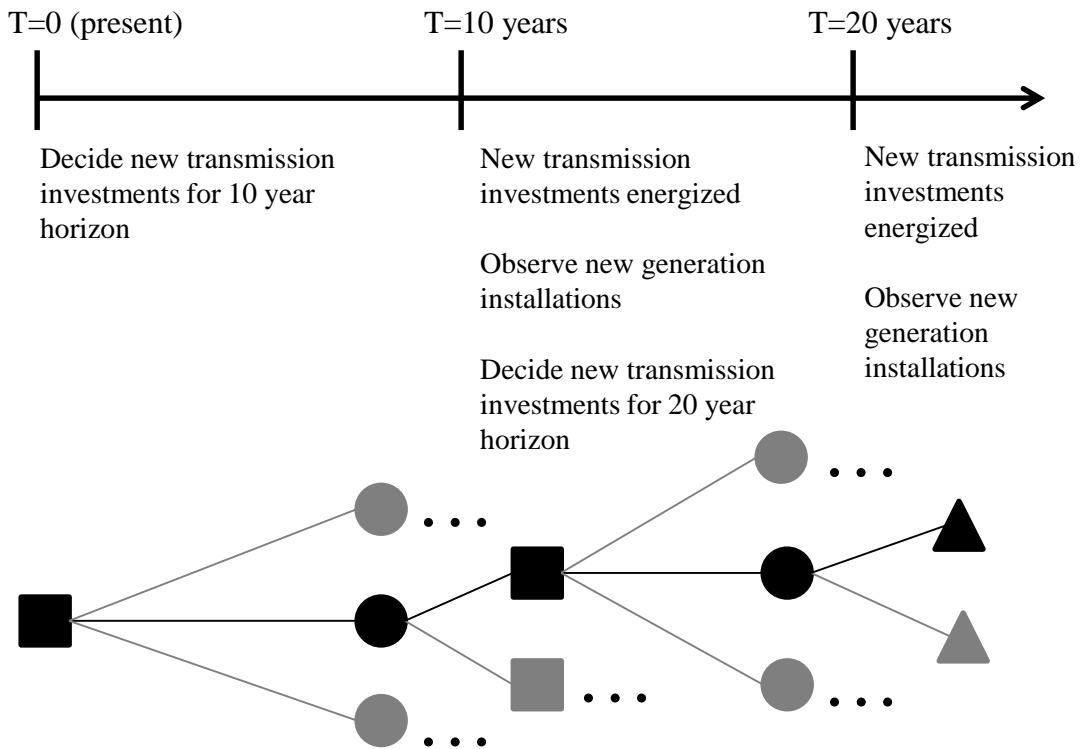 T=0 (present)
T=10 years
T=20 years
Decide new transmission
investments for 10 year
horizon
New transmission
investments energized
Observe new generation
installations
Decide new transmission
investments for 20 year
horizon
New transmission
investments
energized
Observe new
generation
installations